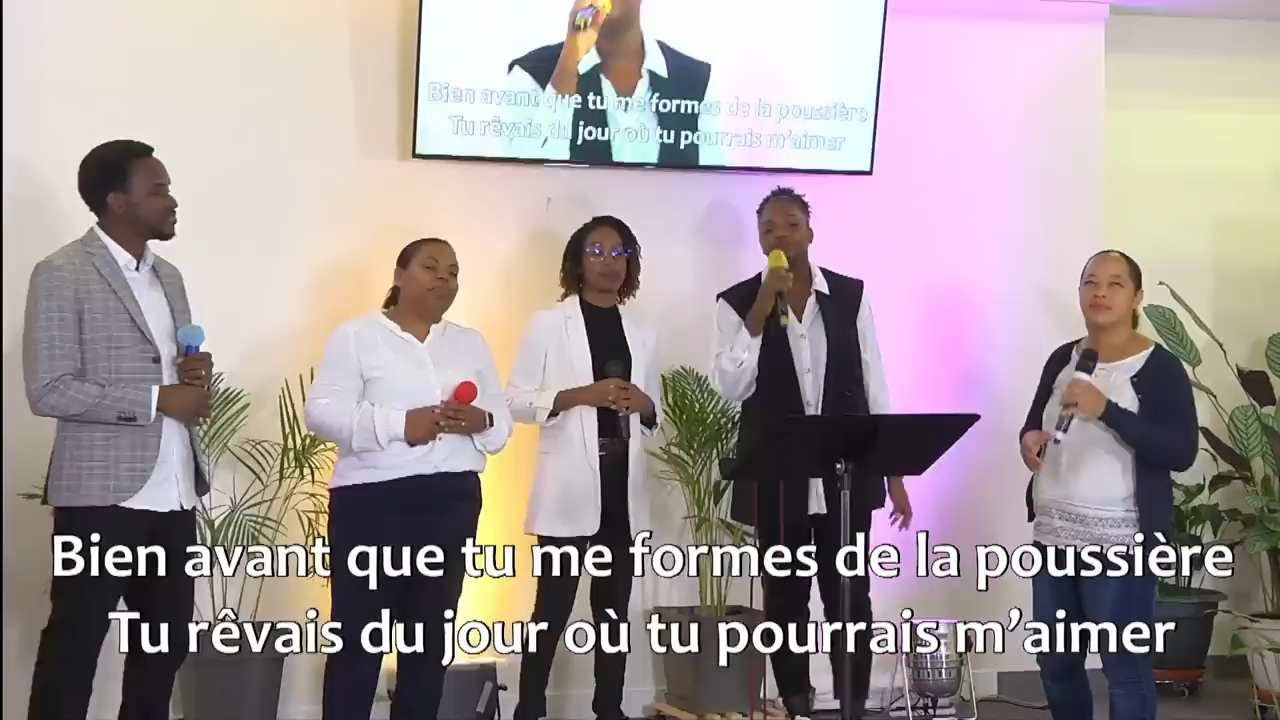 Bien avant que tu me formes de la poussière
Tu rêvais du jour où tu pourrais m'aimer
Bien avant que tu me formes de la poussière
Tu rêvais du jour où tu pourrais m'aimer